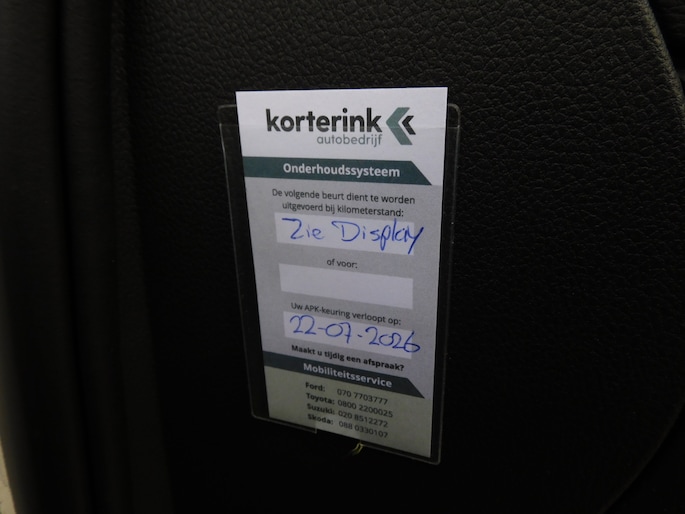 korterink
autobedrijf
Onderhoudssysteem
De volgende beurt dient te worden
uitgevoerd bij kilometerstand:
Zie Display
of voor:
Uw APK-keuring verloopt op:
22-07-2026
Maakt u tijdig een afspraak?
Mobiliteitsservice
Ford: 070 7703777
Toyota: 0800 2200025
Suzuki: 020 8512272
Skoda: 088 0330107